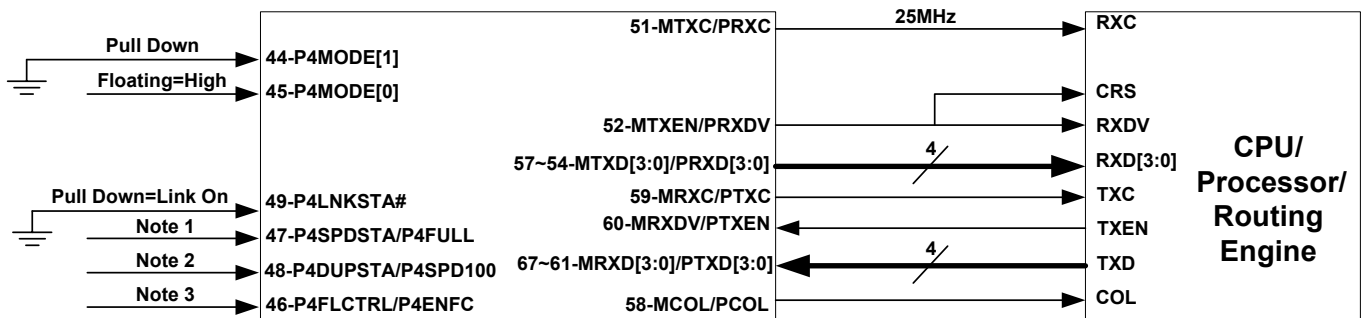 51-MTXC/PRXC
25MHz
RXC
Pull Down
44-P4MODE[1]
Floating=High
45-P4MODE[0]
CRS
52-MTXEN/PRXDV
RXDV
57~54-MTXD[3:0]/PRXD[3:0]
4
RXD[3:0]
CPU/
Processor/
Routing
Engine
Pull Down=Link On
49-P4LNKSTA#
59-MRXC/PTXC
TXC
Note 1
47-P4SPDSTA/P4FULL
60-MRXDV/PTXEN
TXEN
Note 2
48-P4DUPSTA/P4SPD100
67~61-MRXD[3:0]/PTXD[3:0]
4
TXD
Note 3
46-P4FLCTRL/P4ENFC
58-MCOL/PCOL
COL